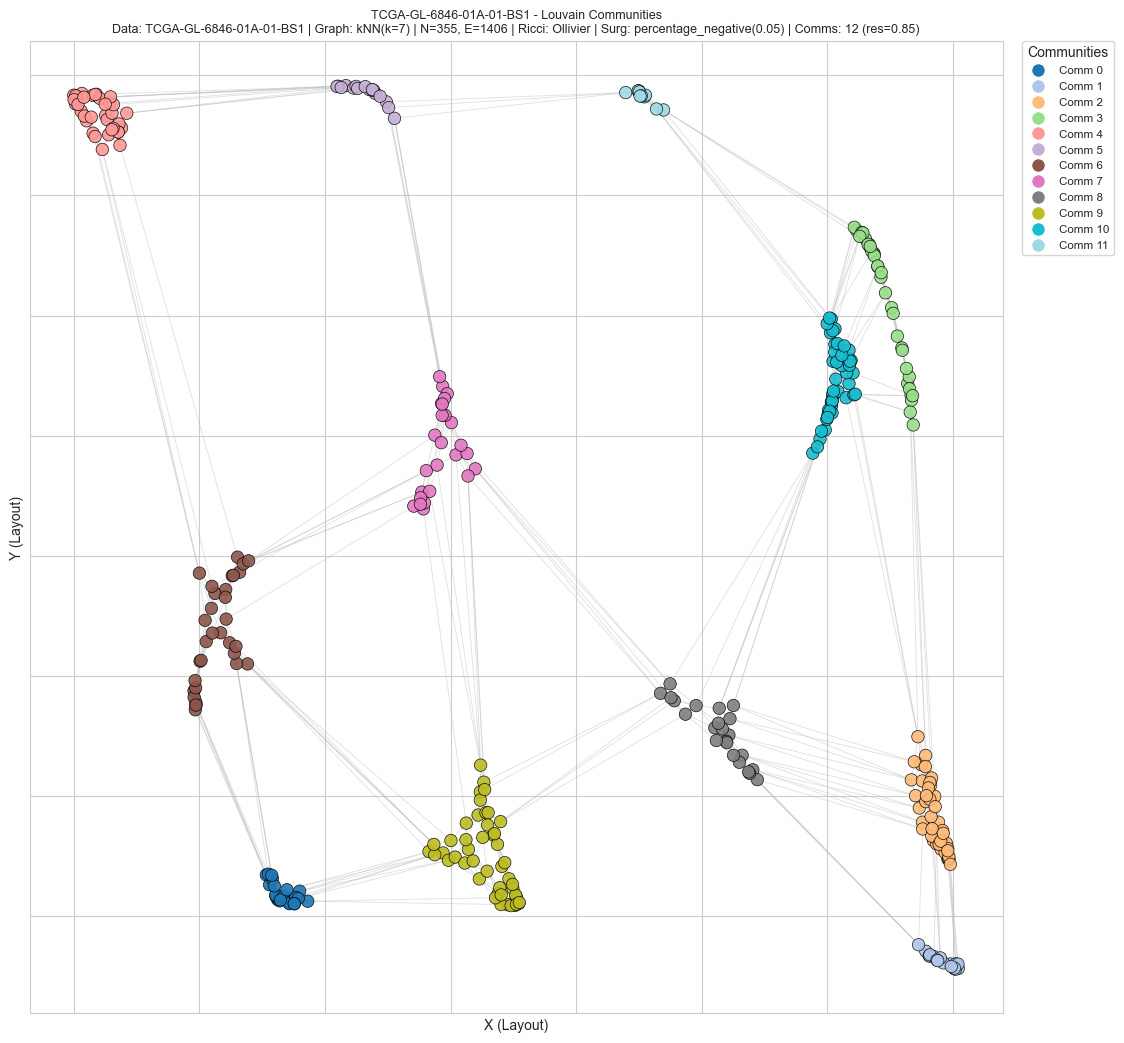 TCGA-GL-6846-01A-01-BS1 - Louvain Communities
Data: TCGA-GL-6846-01A-01-BS1 | Graph: kNN(k=7) | N=355, E=1406 | Ricci: Ollivier | Surg: percentage_negative(0.05) | Comms: 12 (res=0.85)
Communities
Comm 0
Comm 1
Comm 2
Comm 3
Comm 4
Comm 5
Comm 6
Comm 7
Comm 8
Comm 9
Comm 10
Comm 11
Y (Layout)
X (Layout)